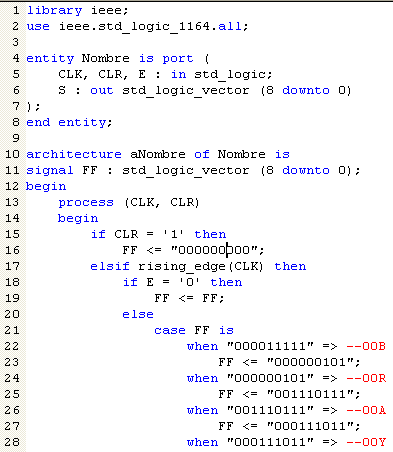 1 library ieee;
2 use ieee.std_logic_1164.all;
3
4 entity Nombre is port (
5 CLK, CLR, E : in std_logic;
6 S : out std_logic_vector (8 downto 0)
7 );
8 end entity;
9
10 architecture aNombre of Nombre is
11 signal FF : std_logic_vector (8 downto 0);
12 begin
13 process (CLK, CLR)
14 begin
15 if CLR = '1' then
16 FF <= "000000000";
17 elsif rising_edge(CLK) then
18 if E = '0' then
19 FF <= FF;
20 else
21 case FF is
22 when "000011111" => --00B
23 FF <= "000000101";
24 when "000000101" => --00R
25 FF <= "001110111";
26 when "001110111" => --00A
27 FF <= "000111011";
28 when "000111011" => --00Y